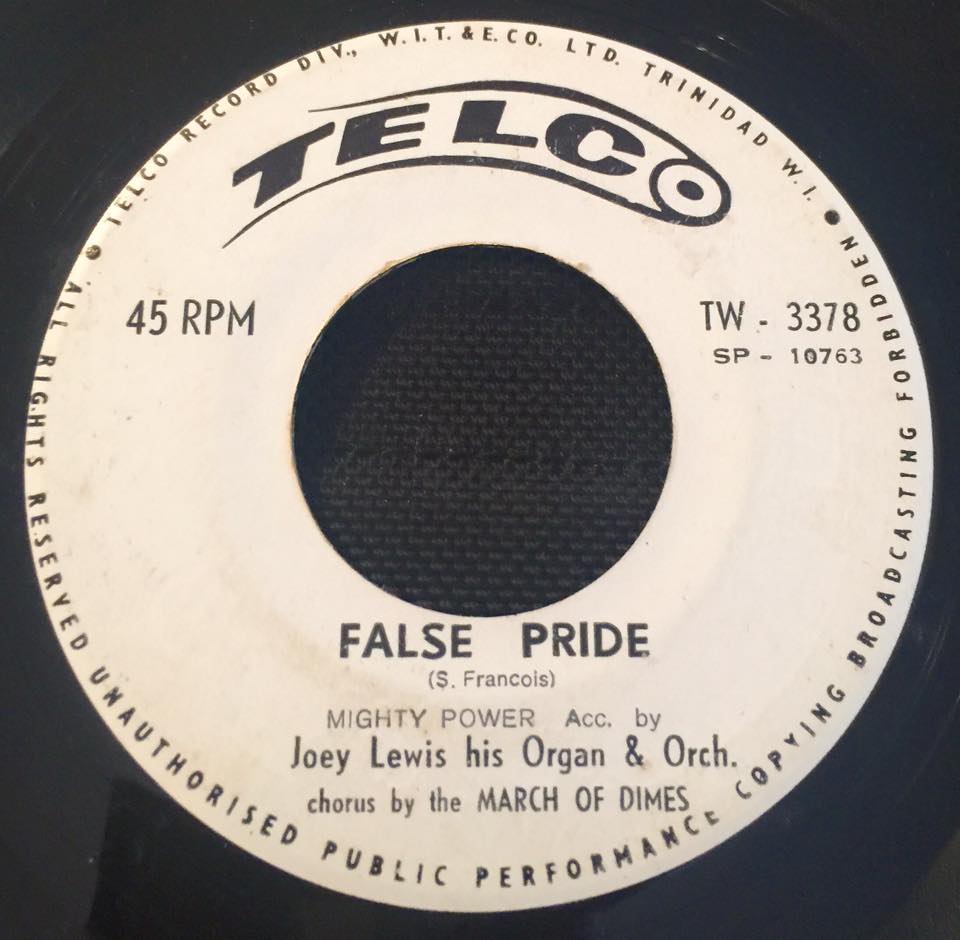 TELCO RECORD DIV., W.I.T. & E. CO. LTD. TRINIDAD W.I.
TELCO
45 RPM
TW - 3378
SP - 10763
FALSE PRIDE
(S. Francois)
MIGHTY POWER Acc. by
Joey Lewis his Organ & Orch.
chorus by the MARCH OF DIMES
ALL RIGHTS RESERVED UNAUTHORISED PUBLIC PERFORMANCE COPYING BROADCASTING FORBIDDEN